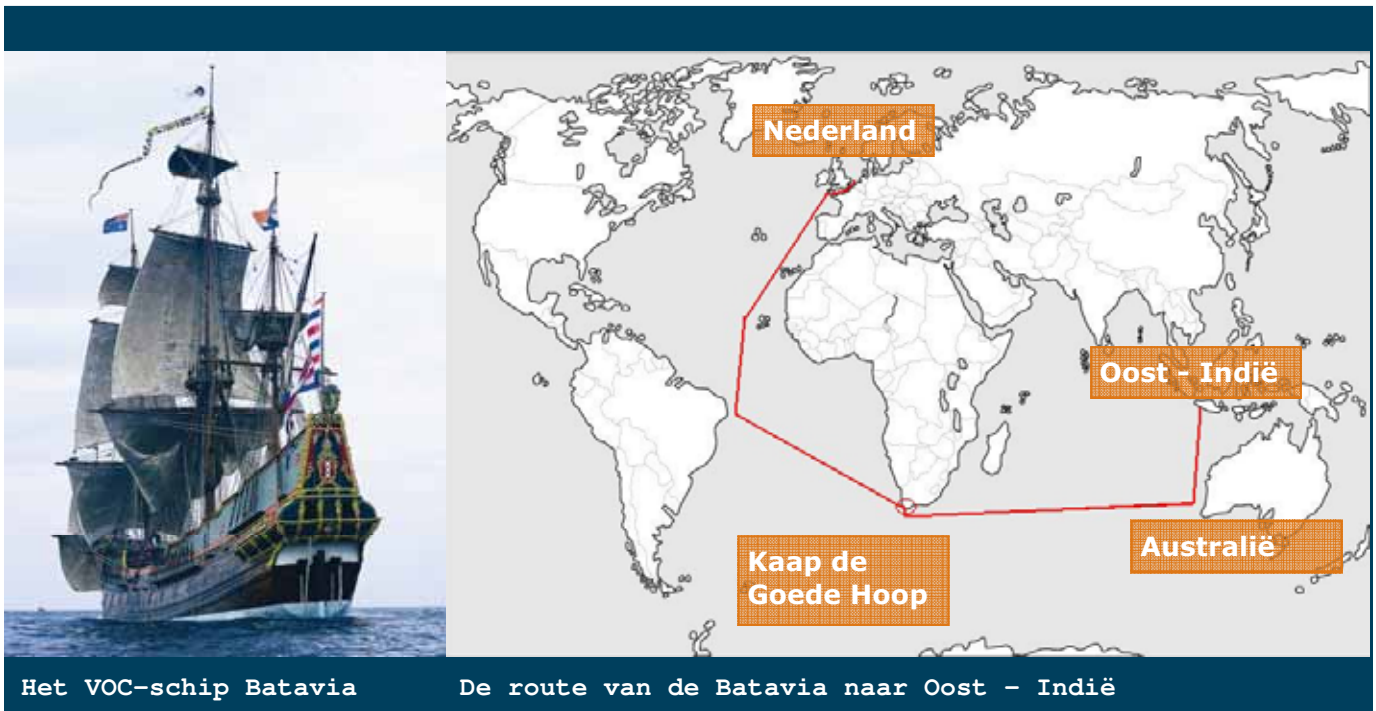 Nederland
Oost - Indië
Australië
Kaap de
Goede Hoop
Het VOC-schip Batavia
De route van de Batavia naar Oost - Indië